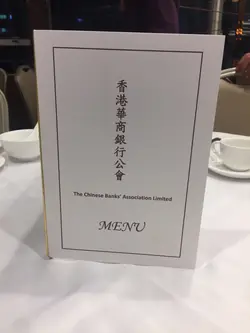 香港華商銀行公會
The Chinese Banks' Association Limited
MENU